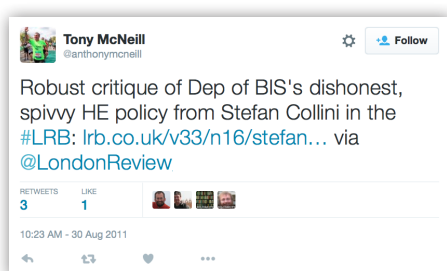 Tony McNeill
@anthonymcneill
Follow
Robust critique of Dep of BIS's dishonest,
spivvy HE policy from Stefan Collini in the
#LRB: lrb.co.uk/v33/n16/stefan… via
@LondonReview
RETWEETS LIKE
3 1
10:23 AM - 30 Aug 2011